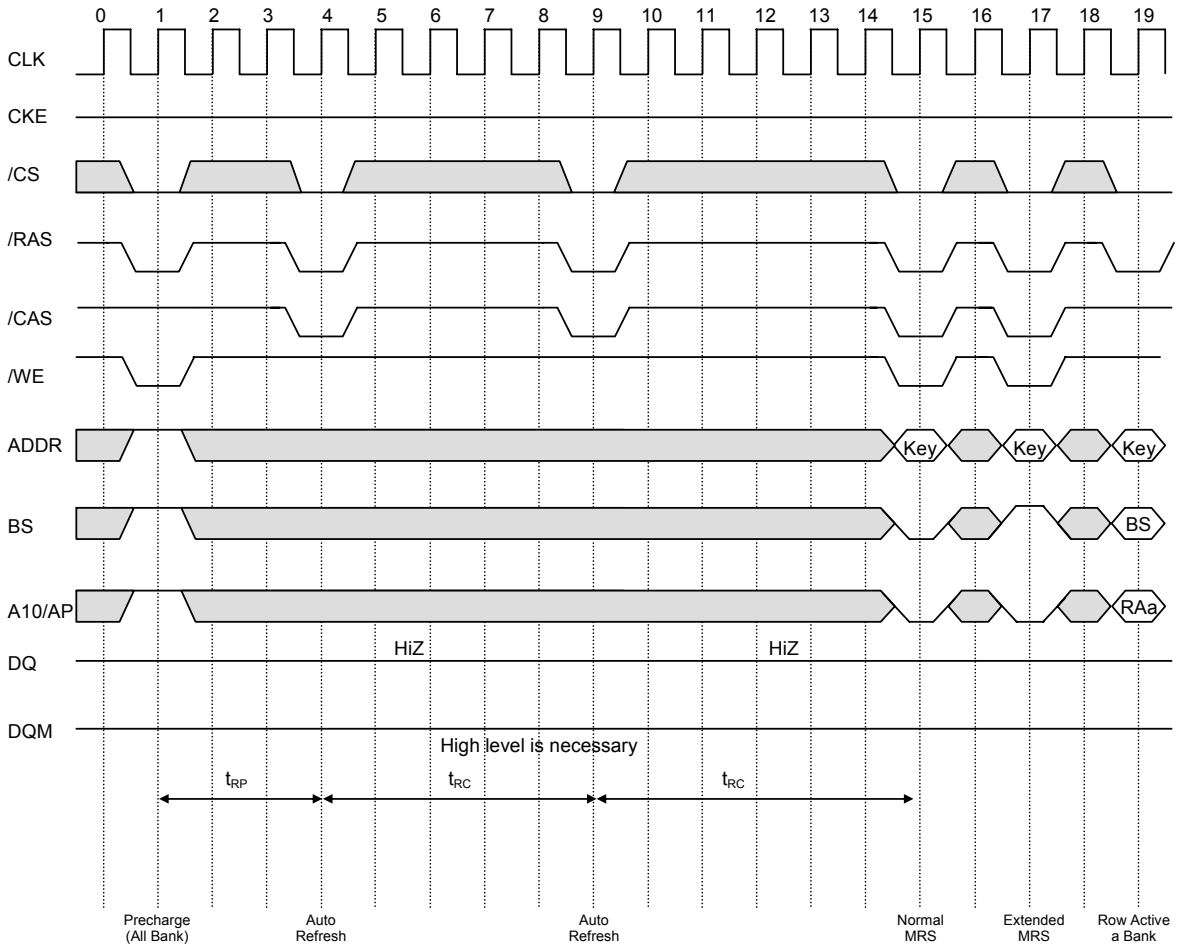 0 1 2 3 4 5 6 7 8 9 10 11 12 13 14 15 16 17 18 19
CLK
CKE
/CS
/RAS
/CAS
/WE
ADDR Key Key Key
BS BS
A10/AP RAa
HiZ HiZ
DQ
DQM
High level is necessary
tRP tRC tRC
Precharge Auto Auto Normal Extended Row Active
(All Bank) Refresh Refresh MRS MRS a Bank